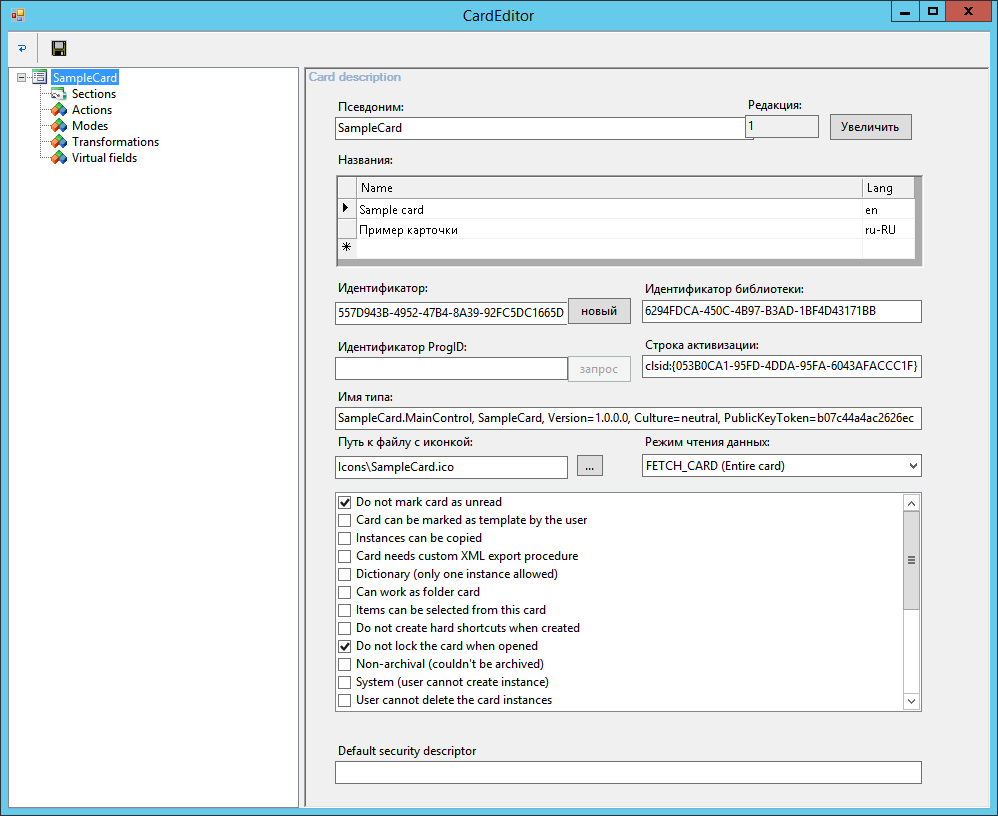 CardEditor
SampleCard
Sections
Actions
Modes
Transformations
Virtual fields
Card description
Псевдоним:
Редакция:
SampleCard
1
Увеличить
Названия:
Name Lang
Sample card en
Пример карточки ru-RU
Идентификатор:
Идентификатор библиотеки:
557D943B-4952-47B4-8A39-92FC5DC1665D
новый
6294FDCA-450C-4B97-B3AD-1BF4D43171BB
Идентификатор ProgID:
Строка активизации:
запрос
clsid:{053B0CA1-95FD-4DDA-95FA-6043AFACCC1F}
Имя типа:
SampleCard.MainControl, SampleCard, Version=1.0.0.0, Culture=neutral, PublicKeyToken=b07c44a4ac2626ec
Путь к файлу с иконкой:
Режим чтения данных:
Icons\SampleCard.ico
...
FETCH_CARD (Entire card)
Do not mark card as unread
Card can be marked as template by the user
Instances can be copied
Card needs custom XML export procedure
Dictionary (only one instance allowed)
Can work as folder card
Items can be selected from this card
Do not create hard shortcuts when created
Do not lock the card when opened
Non-archival (couldn't be archived)
System (user cannot create instance)
User cannot delete the card instances
Default security descriptor